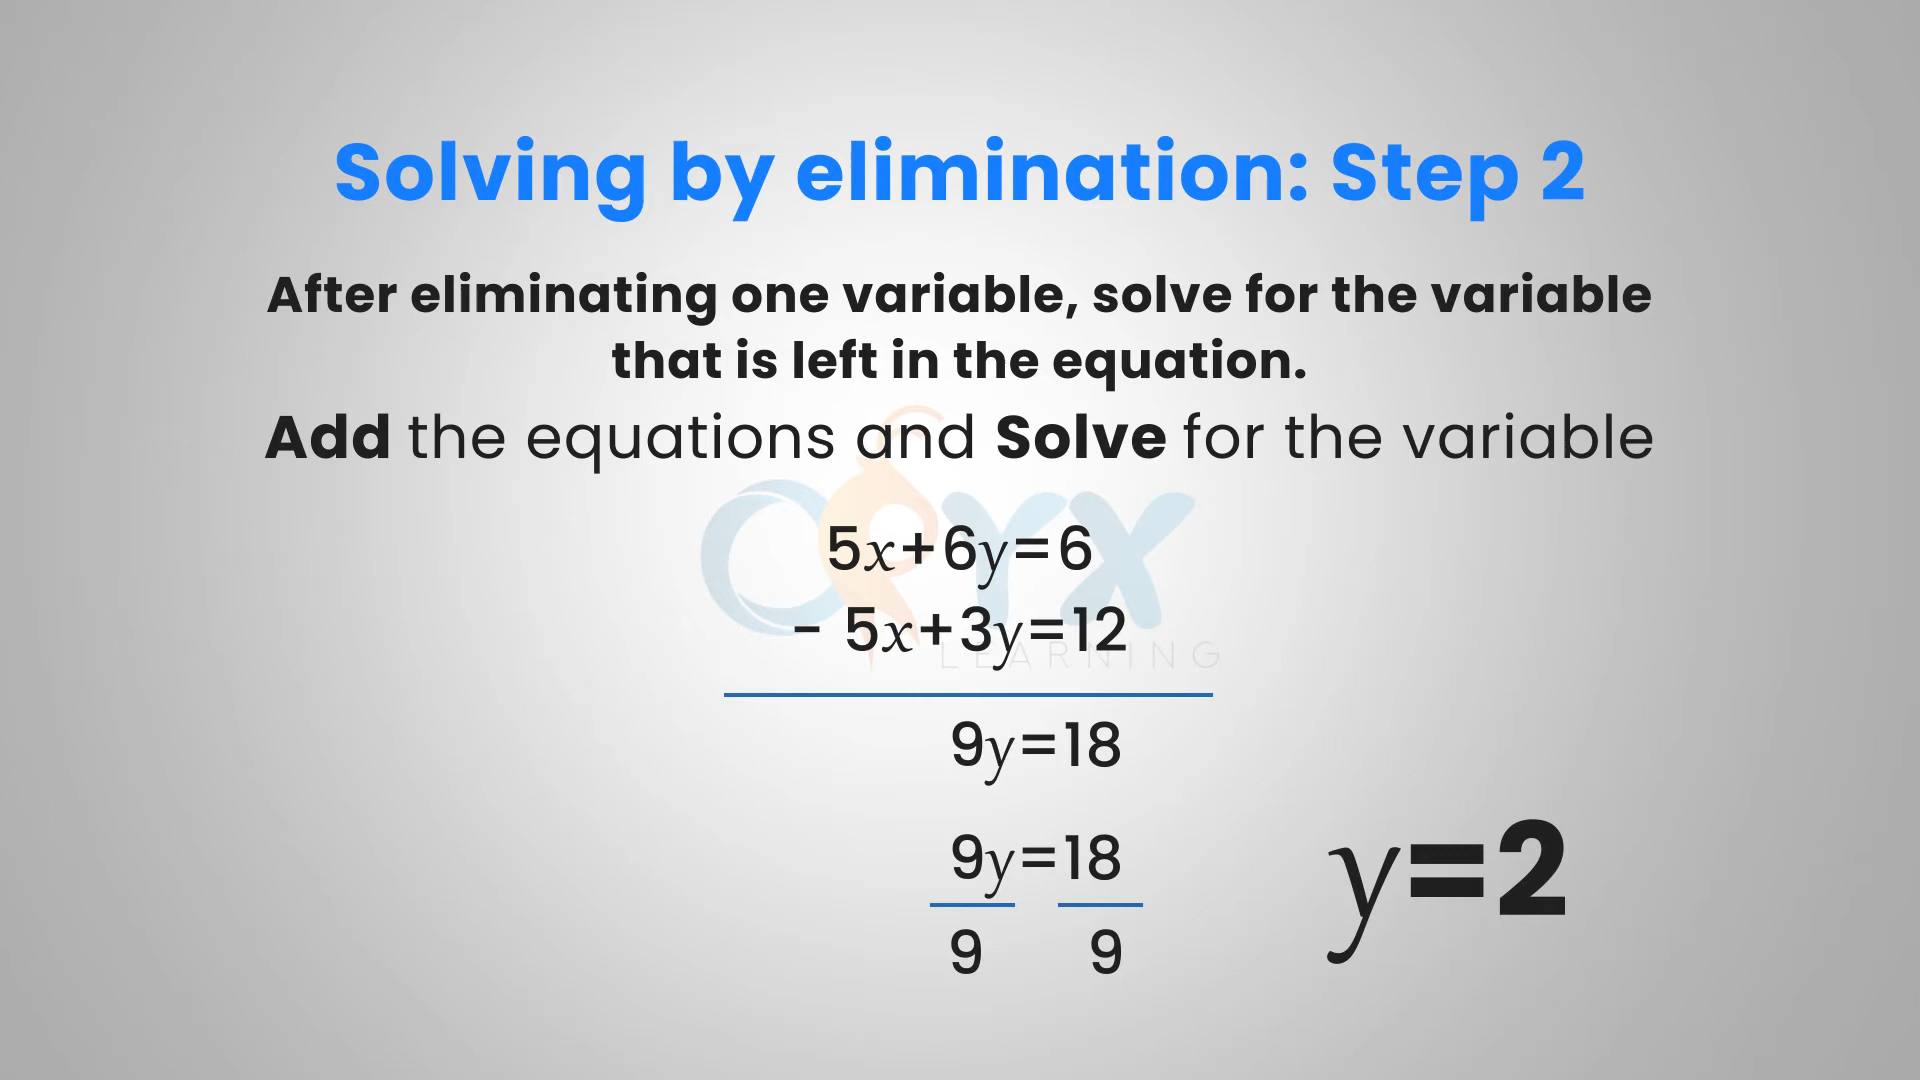 Solving by elimination: Step 2
After eliminating one variable, solve for the variable
that is left in the equation.
Add the equations and Solve for the variable
ORYX
LEARNING
5x+6y=6
- 5x+3y=12
9y=18
9y=18
9 9
y=2